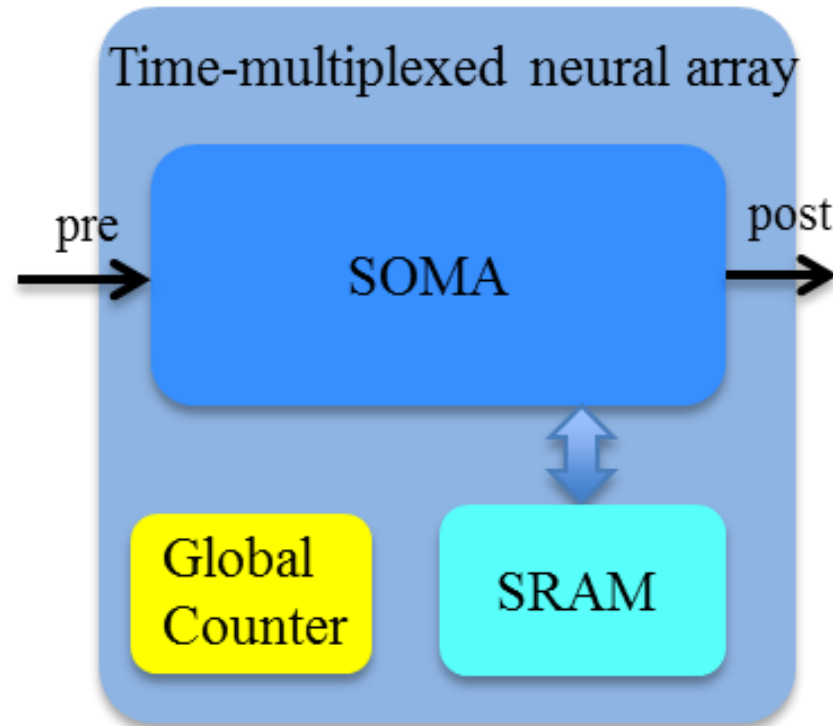 Time-multiplexed neural array
pre
post
SOMA
Global
Counter
SRAM